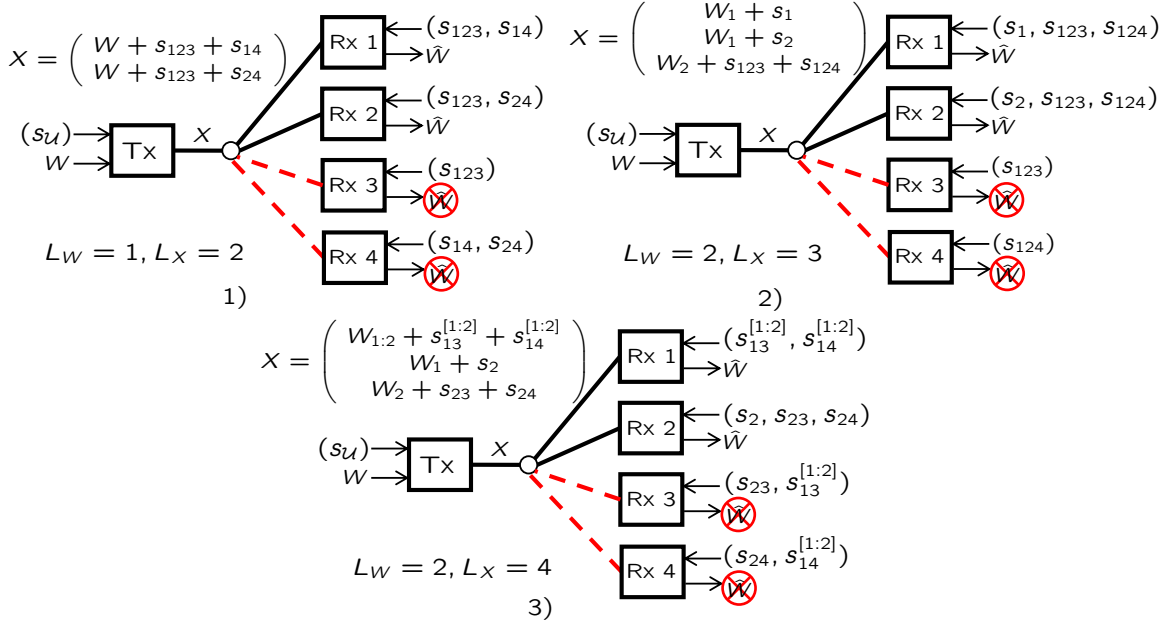 X = ( W + s_{123} + s_{14}
W + s_{123} + s_{24} )
(s_𝒰)
W
Tx
X
Rx 1
(s_{123}, s_{14})
Ŵ
Rx 2
(s_{123}, s_{24})
Ŵ
Rx 3
(s_{123})
Ŵ
Rx 4
(s_{14}, s_{24})
Ŵ
L_W = 1, L_X = 2
1)
X = ( W_1 + s_1
W_1 + s_2
W_2 + s_{123} + s_{124} )
(s_𝒰)
W
Tx
X
Rx 1
(s_1, s_{123}, s_{124})
Ŵ
Rx 2
(s_2, s_{123}, s_{124})
Ŵ
Rx 3
(s_{123})
Ŵ
Rx 4
(s_{124})
Ŵ
L_W = 2, L_X = 3
2)
X = ( W_{1:2} + s_{13}^{[1:2]} + s_{14}^{[1:2]}
W_1 + s_2
W_2 + s_{23} + s_{24} )
(s_𝒰)
W
Tx
X
Rx 1
(s_{13}^{[1:2]}, s_{14}^{[1:2]})
Ŵ
Rx 2
(s_2, s_{23}, s_{24})
Ŵ
Rx 3
(s_{23}, s_{13}^{[1:2]})
Ŵ
Rx 4
(s_{24}, s_{14}^{[1:2]})
Ŵ
L_W = 2, L_X = 4
3)